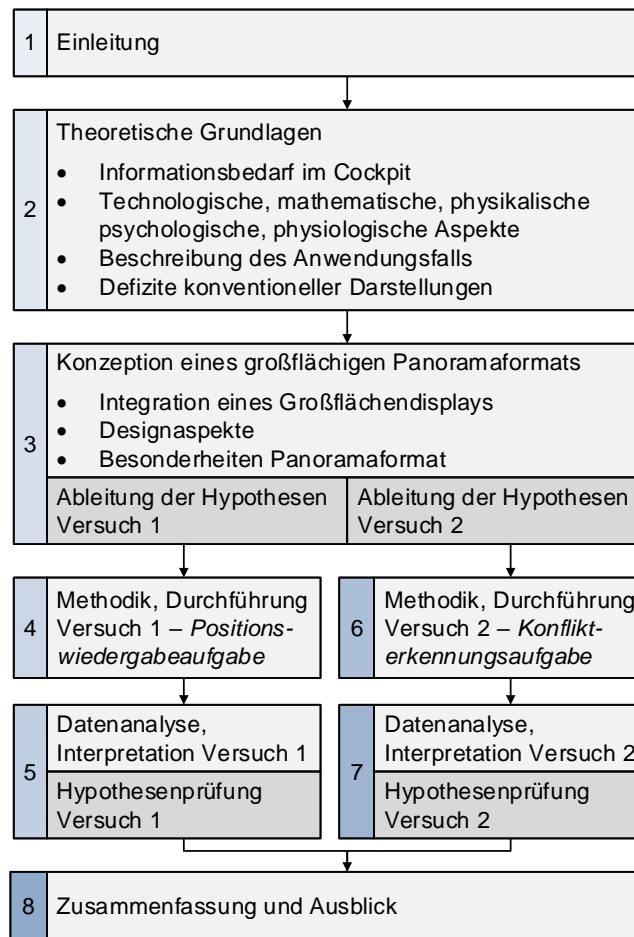 1 Einleitung
Theoretische Grundlagen
• Informationsbedarf im Cockpit
2
• Technologische, mathematische, physikalische
psychologische, physiologische Aspekte
• Beschreibung des Anwendungsfalls
• Defizite konventioneller Darstellungen
Konzeption eines großflächigen Panoramaformats
• Integration eines Großflächendisplays
3
• Designaspekte
• Besonderheiten Panoramaformat
Ableitung der Hypothesen
Versuch 1
Ableitung der Hypothesen
Versuch 2
4
Methodik, Durchführung
Versuch 1 – Positions-
wiedergabeaufgabe
5
Datenanalyse,
Interpretation Versuch 1
Hypothesenprüfung
Versuch 1
6
Methodik, Durchführung
Versuch 2 – Konflikt-
erkennungsaufgabe
7
Datenanalyse,
Interpretation Versuch 2
Hypothesenprüfung
Versuch 2
8 Zusammenfassung und Ausblick